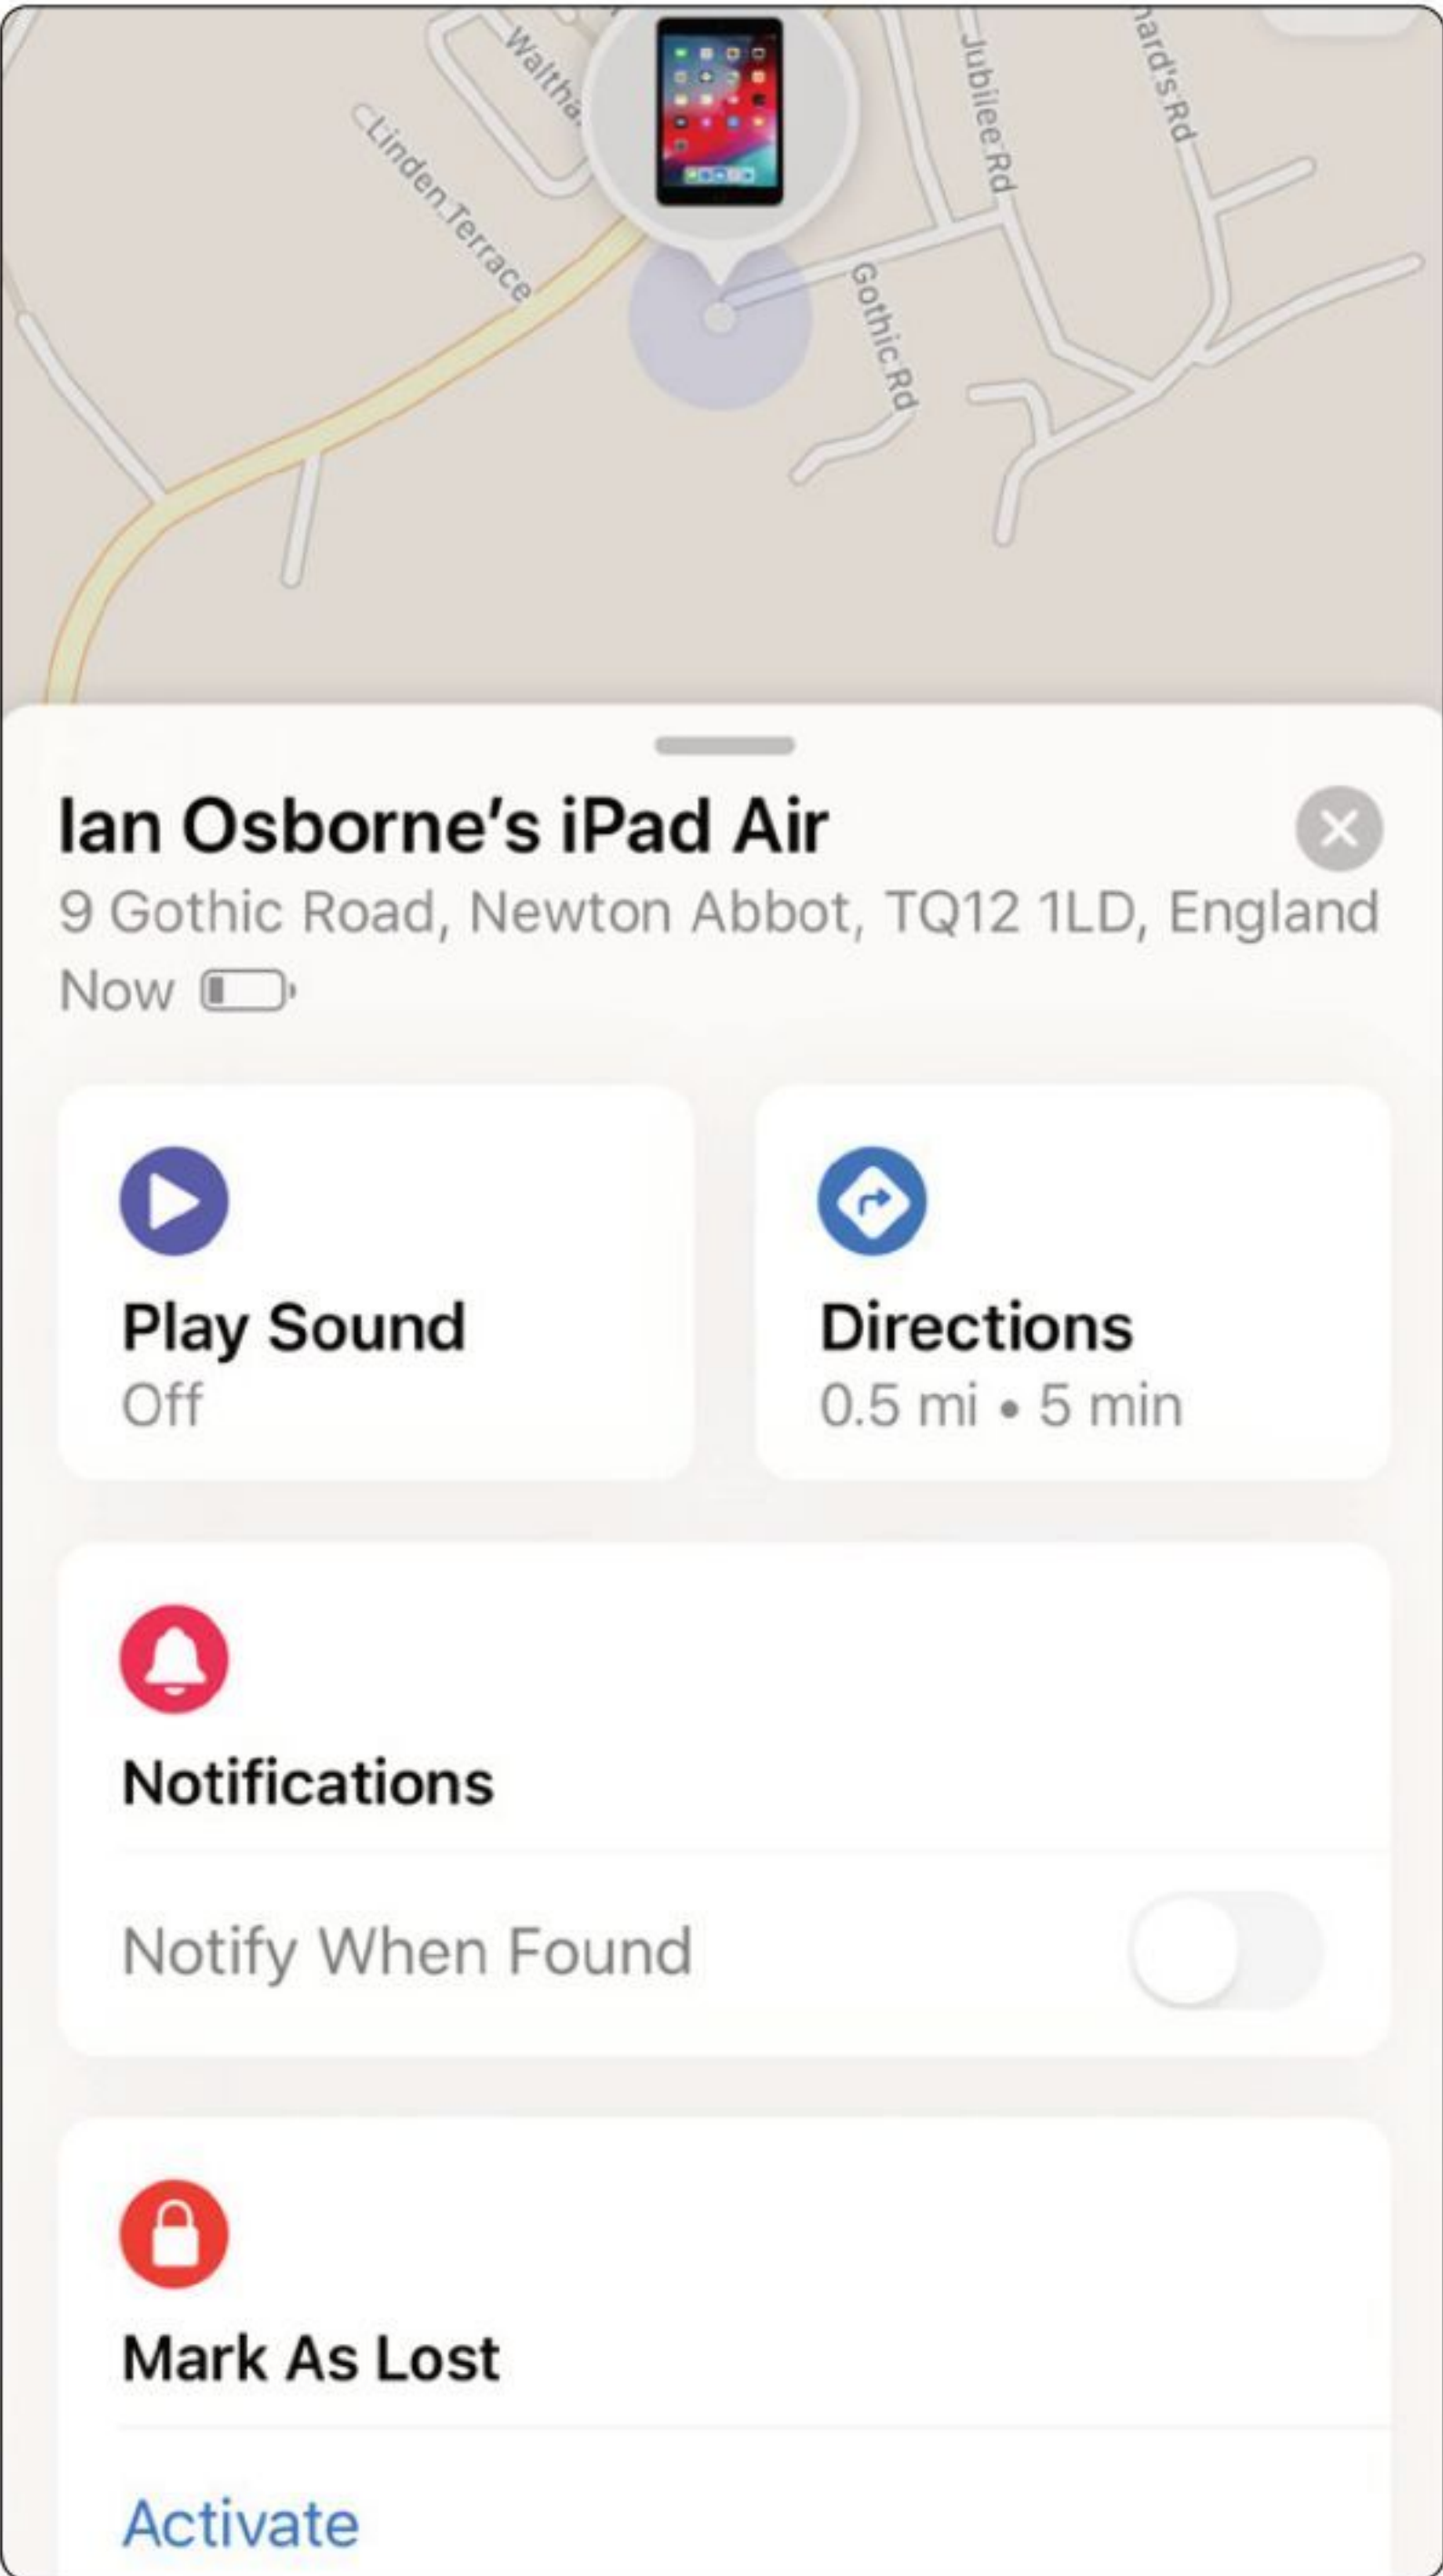 Waltha
Jubilee Rd
nard's Rd
Linden Terrace
Gothic Rd
Ian Osborne’s iPad Air
9 Gothic Road, Newton Abbot, TQ12 1LD, England
Now
Play Sound
Off
Directions
0.5 mi • 5 min
Notifications
Notify When Found
Mark As Lost
Activate